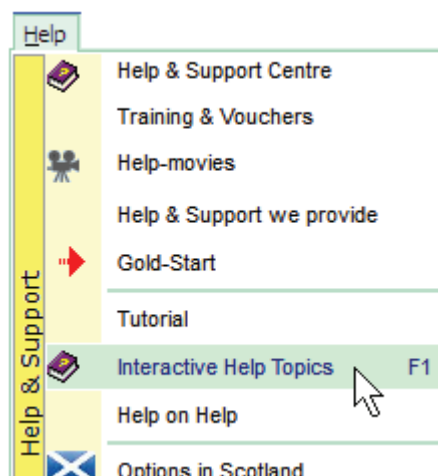 Help
Help & Support Centre
Training & Vouchers
Help-movies
Help & Support we provide
Gold-Start
Tutorial
Interactive Help Topics F1
Help on Help
Options in Scotland
Help & Support